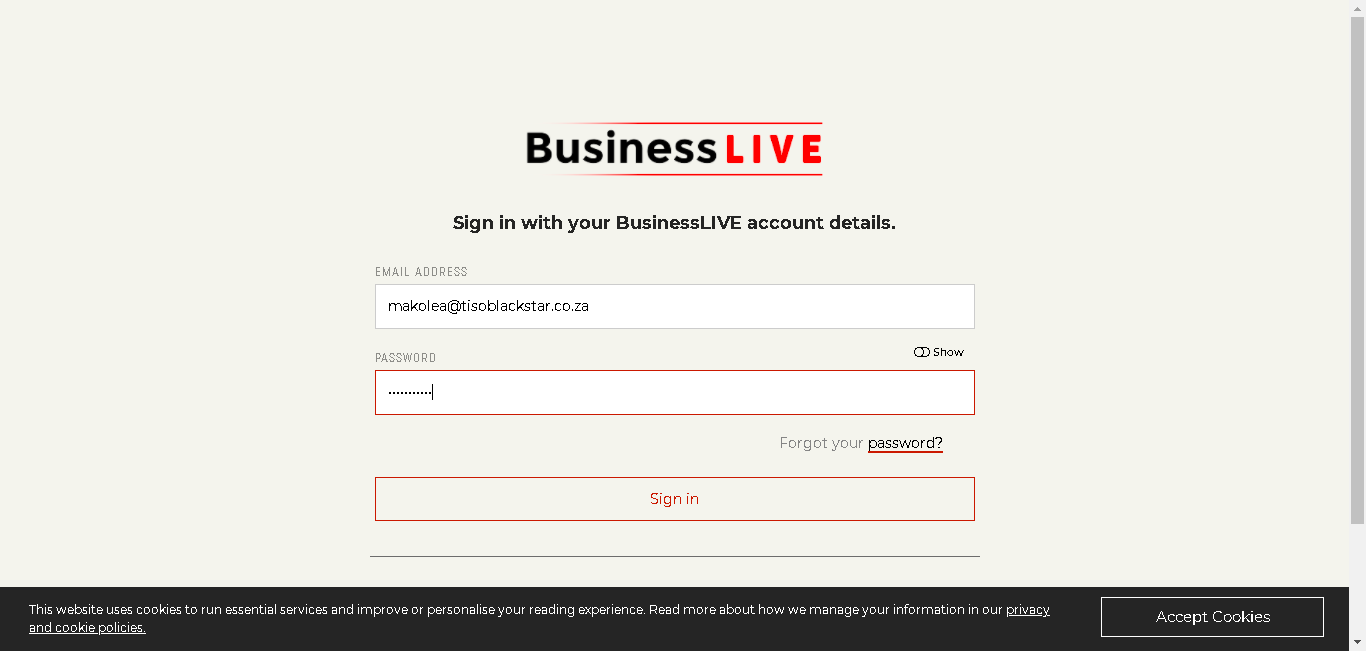 Business LIVE
Sign in with your BusinessLIVE account details.
EMAIL ADDRESS
makolea@tisoblackstar.co.za
Show
PASSWORD
•••••••••••
Forgot your password?
Sign in
This website uses cookies to run essential services and improve or personalise your reading experience. Read more about how we manage your information in our privacy
and cookie policies.
Accept Cookies